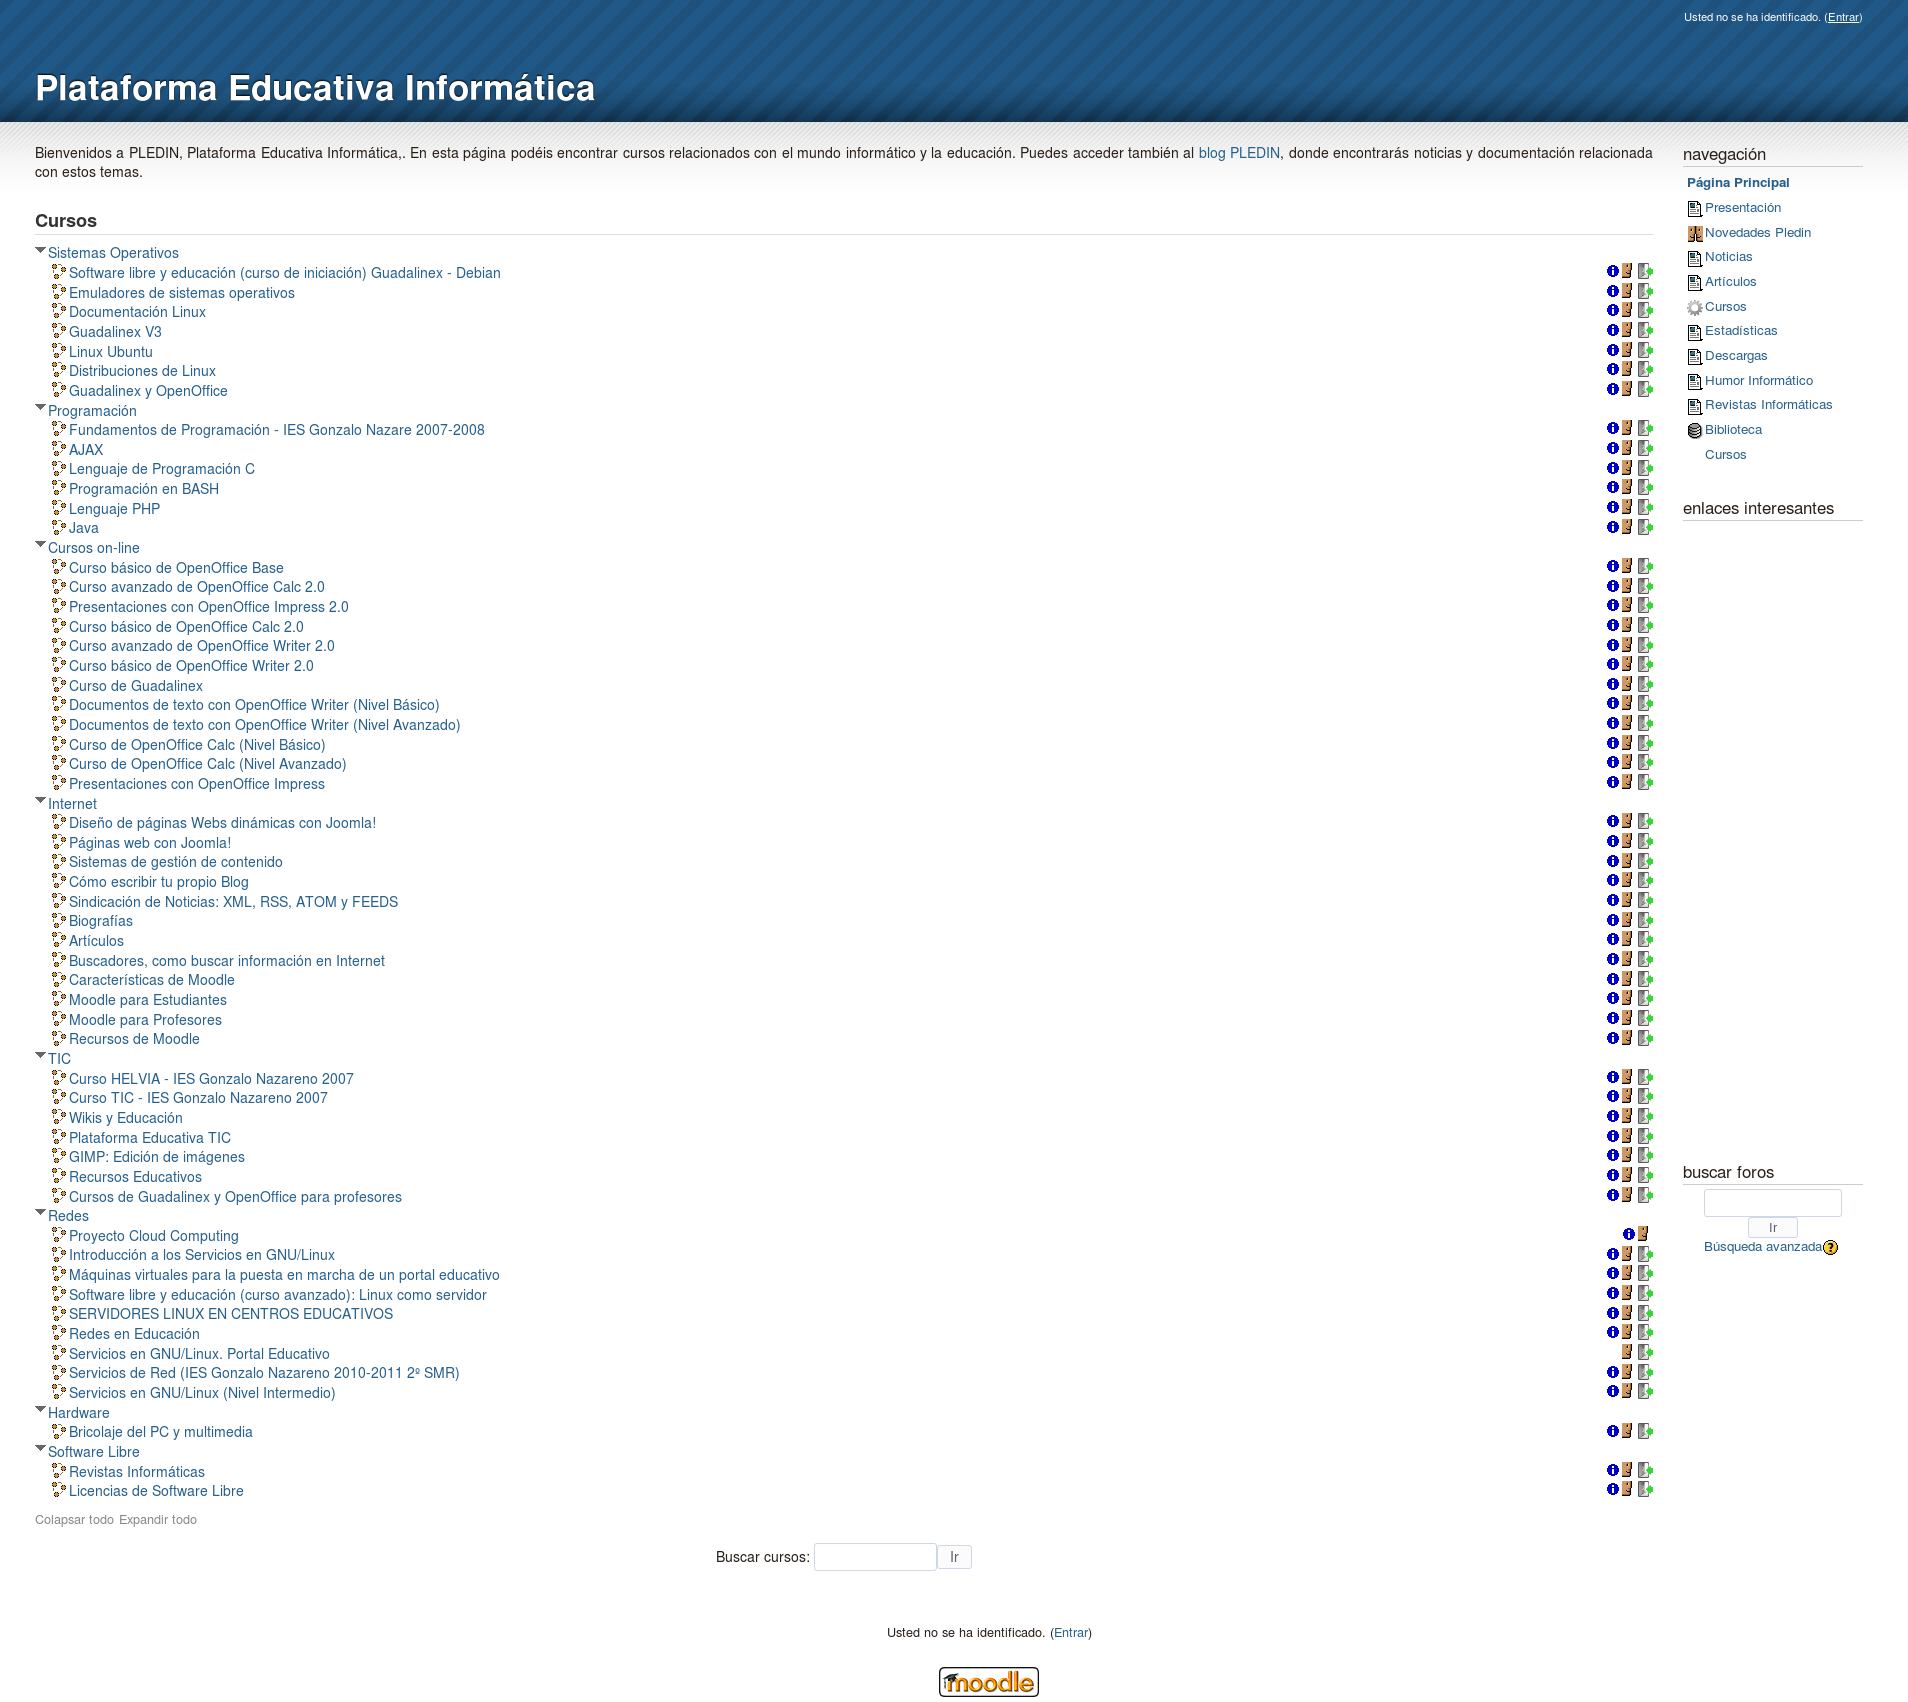 Usted no se ha identificado. (Entrar)
Plataforma Educativa Informática
Bienvenidos a PLEDIN, Plataforma Educativa Informática,. En esta página podéis encontrar cursos relacionados con el mundo informático y la educación. Puedes acceder también al blog PLEDIN, donde encontrarás noticias y documentación relacionada
con estos temas.
Cursos
Sistemas Operativos
Software libre y educación (curso de iniciación) Guadalinex - Debian
Emuladores de sistemas operativos
Documentación Linux
Guadalinex V3
Linux Ubuntu
Distribuciones de Linux
Guadalinex y OpenOffice
Programación
Fundamentos de Programación - IES Gonzalo Nazare 2007-2008
AJAX
Lenguaje de Programación C
Programación en BASH
Lenguaje PHP
Java
Cursos on-line
Curso básico de OpenOffice Base
Curso avanzado de OpenOffice Calc 2.0
Presentaciones con OpenOffice Impress 2.0
Curso básico de OpenOffice Calc 2.0
Curso avanzado de OpenOffice Writer 2.0
Curso básico de OpenOffice Writer 2.0
Curso de Guadalinex
Documentos de texto con OpenOffice Writer (Nivel Básico)
Documentos de texto con OpenOffice Writer (Nivel Avanzado)
Curso de OpenOffice Calc (Nivel Básico)
Curso de OpenOffice Calc (Nivel Avanzado)
Presentaciones con OpenOffice Impress
Internet
Diseño de páginas Webs dinámicas con Joomla!
Páginas web con Joomla!
Sistemas de gestión de contenido
Cómo escribir tu propio Blog
Sindicación de Noticias: XML, RSS, ATOM y FEEDS
Biografías
Artículos
Buscadores, como buscar información en Internet
Características de Moodle
Moodle para Estudiantes
Moodle para Profesores
Recursos de Moodle
TIC
Curso HELVIA - IES Gonzalo Nazareno 2007
Curso TIC - IES Gonzalo Nazareno 2007
Wikis y Educación
Plataforma Educativa TIC
GIMP: Edición de imágenes
Recursos Educativos
Cursos de Guadalinex y OpenOffice para profesores
Redes
Proyecto Cloud Computing
Introducción a los Servicios en GNU/Linux
Máquinas virtuales para la puesta en marcha de un portal educativo
Software libre y educación (curso avanzado): Linux como servidor
SERVIDORES LINUX EN CENTROS EDUCATIVOS
Redes en Educación
Servicios en GNU/Linux. Portal Educativo
Servicios de Red (IES Gonzalo Nazareno 2010-2011 2º SMR)
Servicios en GNU/Linux (Nivel Intermedio)
Hardware
Bricolaje del PC y multimedia
Software Libre
Revistas Informáticas
Licencias de Software Libre
Colapsar todo Expandir todo
Buscar cursos: Ir
navegación
Página Principal
Presentación
Novedades Pledin
Noticias
Artículos
Cursos
Estadísticas
Descargas
Humor Informático
Revistas Informáticas
Biblioteca
Cursos
enlaces interesantes
buscar foros
Ir
Búsqueda avanzada
Usted no se ha identificado. (Entrar)
moodle